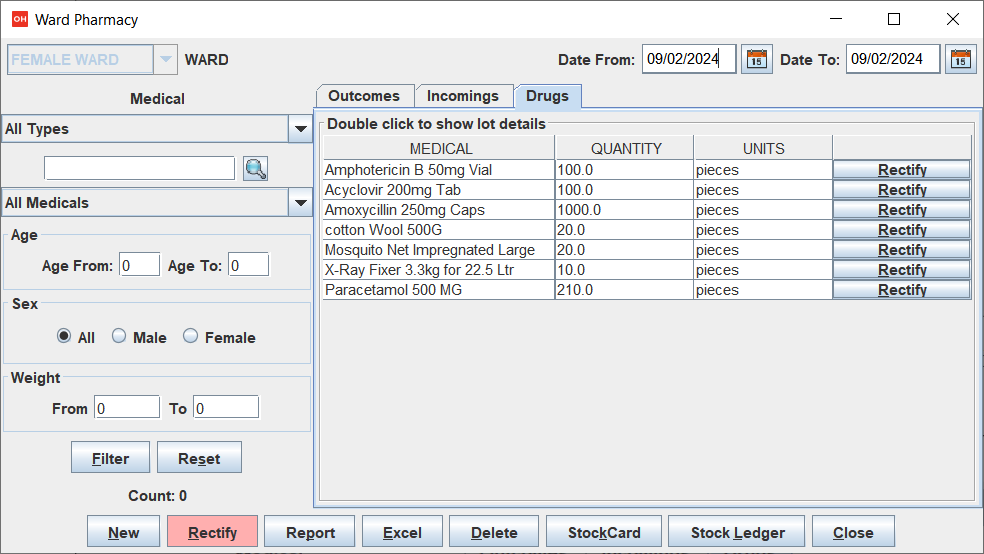 OH Ward Pharmacy
FEMALE WARD WARD Date From: 09/02/2024 15 Date To: 09/02/2024 15
Medical
All Types
All Medicals
Age
Age From: 0 Age To: 0
Sex
All Male Female
Weight
From 0 To 0
Filter Reset
Count: 0
Outcomes Incomings Drugs
Double click to show lot details
MEDICAL QUANTITY UNITS
Amphotericin B 50mg Vial 100.0 pieces Rectify
Acyclovir 200mg Tab 100.0 pieces Rectify
Amoxycillin 250mg Caps 1000.0 pieces Rectify
cotton Wool 500G 20.0 pieces Rectify
Mosquito Net Impregnated Large 20.0 pieces Rectify
X-Ray Fixer 3.3kg for 22.5 Ltr 10.0 pieces Rectify
Paracetamol 500 MG 210.0 pieces Rectify
New Rectify Report Excel Delete StockCard Stock Ledger Close